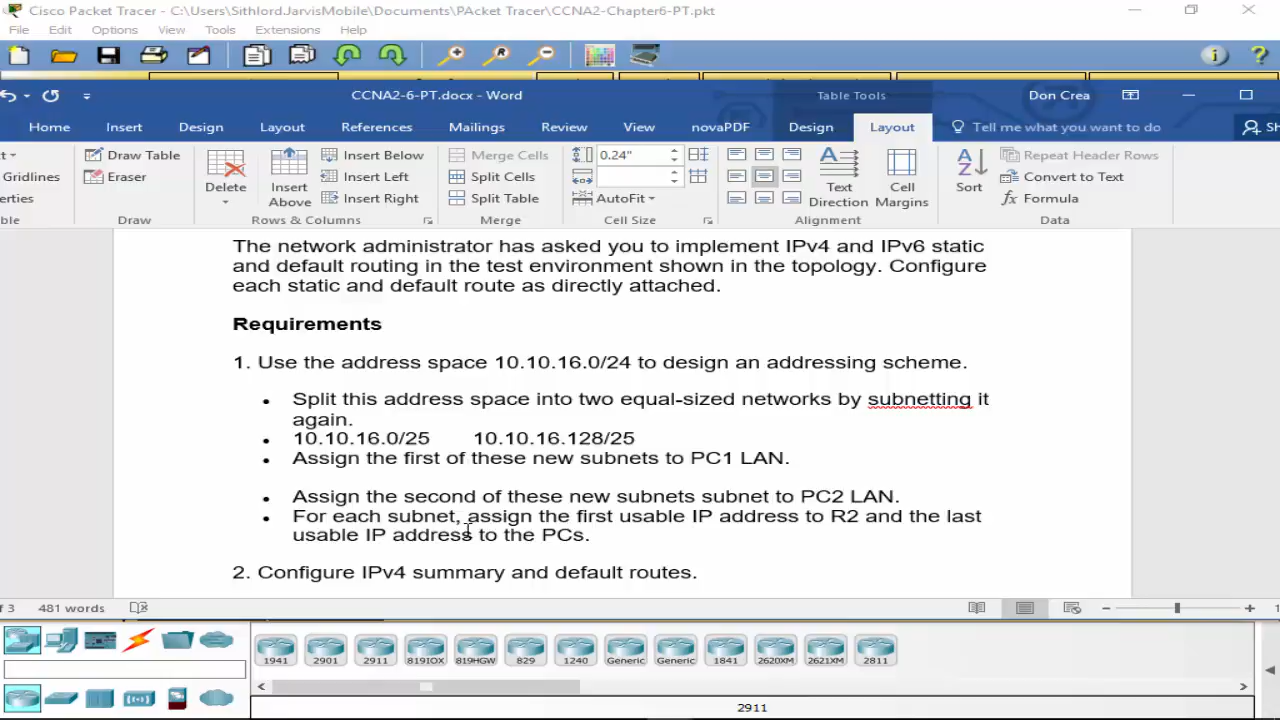 Cisco Packet Tracer - C:\Users\Sithlord.JarvisMobile\Documents\PAcket Tracer\CCNA2-Chapter6-PT.pkt
File Edit Options View Tools Extensions Help
CCNA2-6-PT.docx - Word Table Tools Don Crea
Home Insert Design Layout References Mailings Review View novaPDF Design Layout Tell me what you want to do Sh
Draw Table Insert Below Merge Cells 0.24" Repeat Header Rows
Gridlines Eraser Delete Insert Above Insert Left Split Cells Text Direction Cell Margins Sort Convert to Text
erties Insert Right Split Table AutoFit Formula
ble Draw Rows & Columns Merge Cell Size Alignment Data
The network administrator has asked you to implement IPv4 and IPv6 static
and default routing in the test environment shown in the topology. Configure
each static and default route as directly attached.
Requirements
1. Use the address space 10.10.16.0/24 to design an addressing scheme.
• Split this address space into two equal-sized networks by subnetting it
again.
• 10.10.16.0/25 10.10.16.128/25
• Assign the first of these new subnets to PC1 LAN.
• Assign the second of these new subnets subnet to PC2 LAN.
• For each subnet, assign the first usable IP address to R2 and the last
usable IP address to the PCs.
2. Configure IPv4 summary and default routes.
of 3 481 words
1941 2901 2911 819IOX 819HGW 829 1240 Generic Generic 1841 2620XM 2621XM 2811
2911